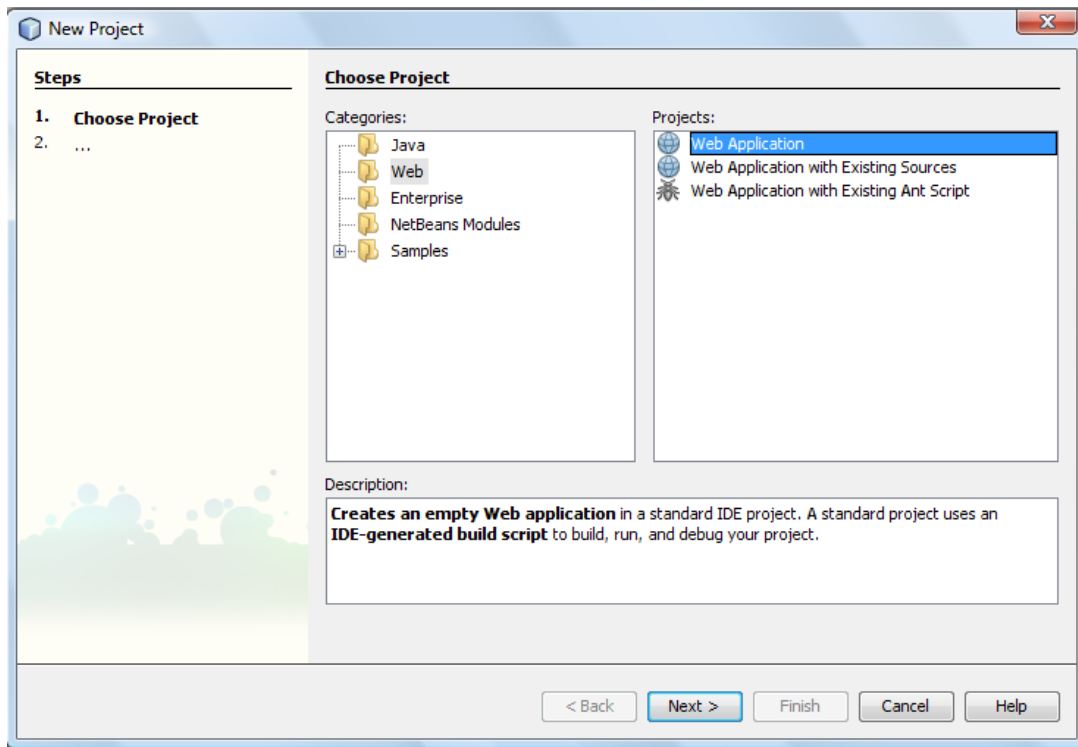 New Project
Steps
1. Choose Project
2. ...
Choose Project
Categories:
Java
Web
Enterprise
NetBeans Modules
Samples
Projects:
Web Application
Web Application with Existing Sources
Web Application with Existing Ant Script
Description:
Creates an empty Web application in a standard IDE project. A standard project uses an
IDE-generated build script to build, run, and debug your project.
< Back
Next >
Finish
Cancel
Help